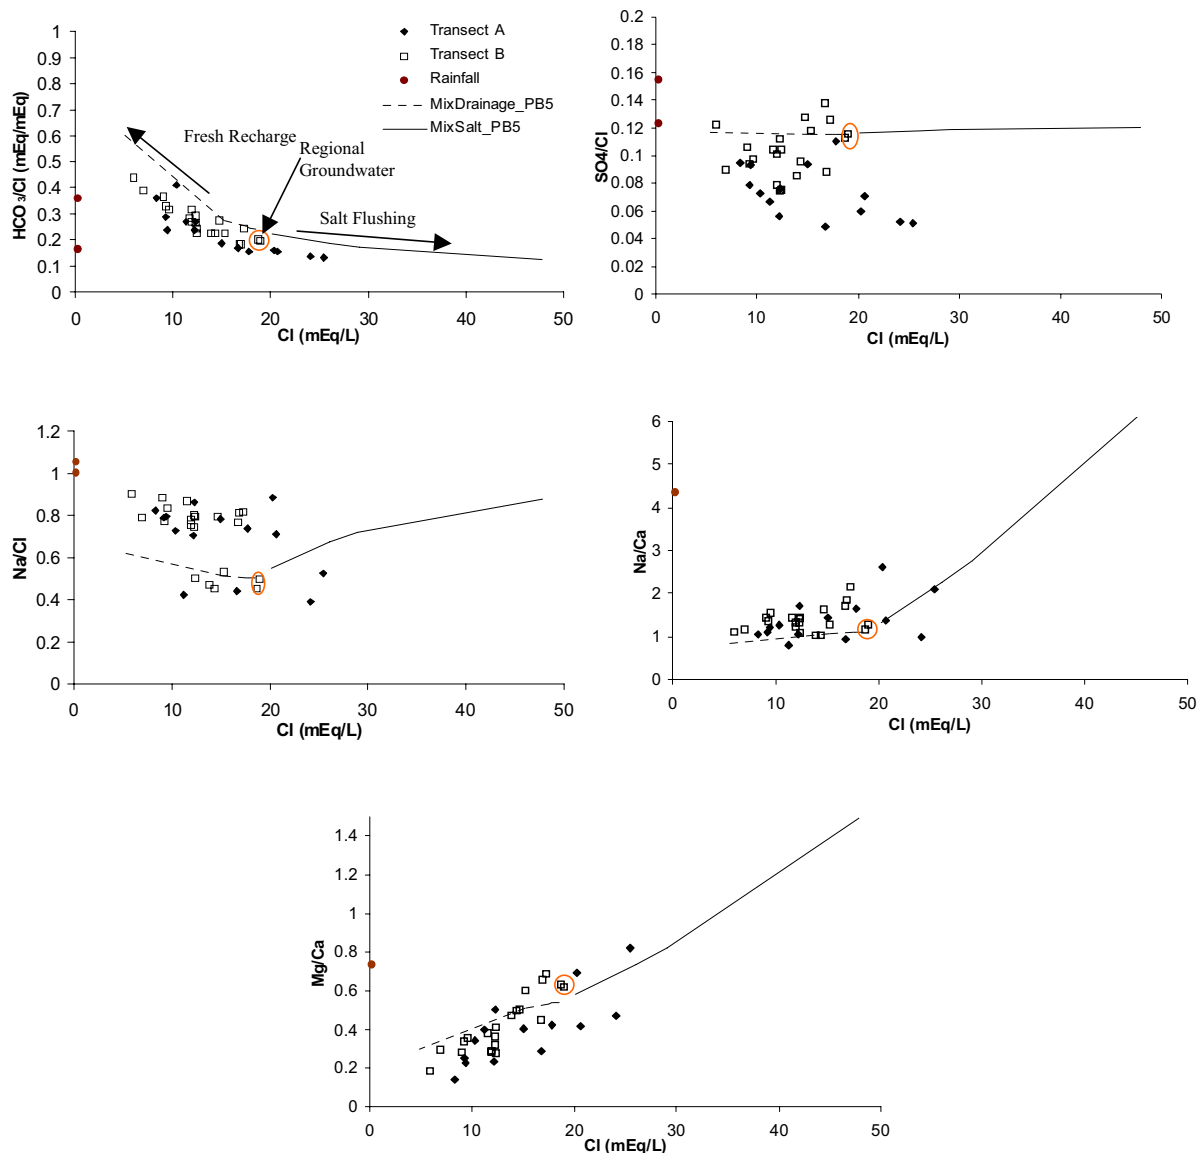 1
0.9
0.8
0.7
0.6
0.5
0.4
0.3
0.2
0.1
0
HCO3/Cl (mEq/mEq)
Transect A
Transect B
Rainfall
MixDrainage_PB5
MixSalt_PB5
Fresh Recharge
Regional
Groundwater
Salt Flushing
0 10 20 30 40 50
Cl (mEq/L)
0.2
0.18
0.16
0.14
0.12
0.1
0.08
0.06
0.04
0.02
0
SO4/Cl
0 10 20 30 40 50
Cl (mEq/L)
1.2
1
0.8
0.6
0.4
0.2
0
Na/Cl
0 10 20 30 40 50
Cl (mEq/L)
6
5
4
3
2
1
0
Na/Ca
0 10 20 30 40 50
Cl (mEq/L)
1.4
1.2
1
0.8
0.6
0.4
0.2
0
Mg/Ca
0 10 20 30 40 50
Cl (mEq/L)